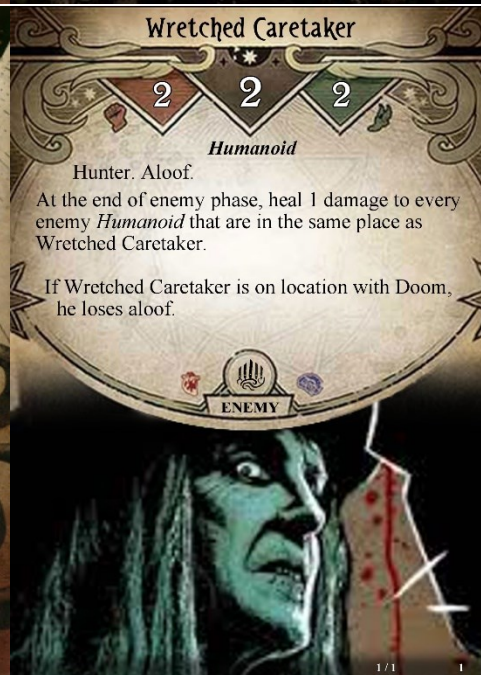 Wretched Caretaker
2 2 2
Humanoid
Hunter. Aloof.
At the end of enemy phase, heal 1 damage to every
enemy Humanoid that are in the same place as
Wretched Caretaker.
If Wretched Caretaker is on location with Doom,
he loses aloof.
ENEMY
1/1 1